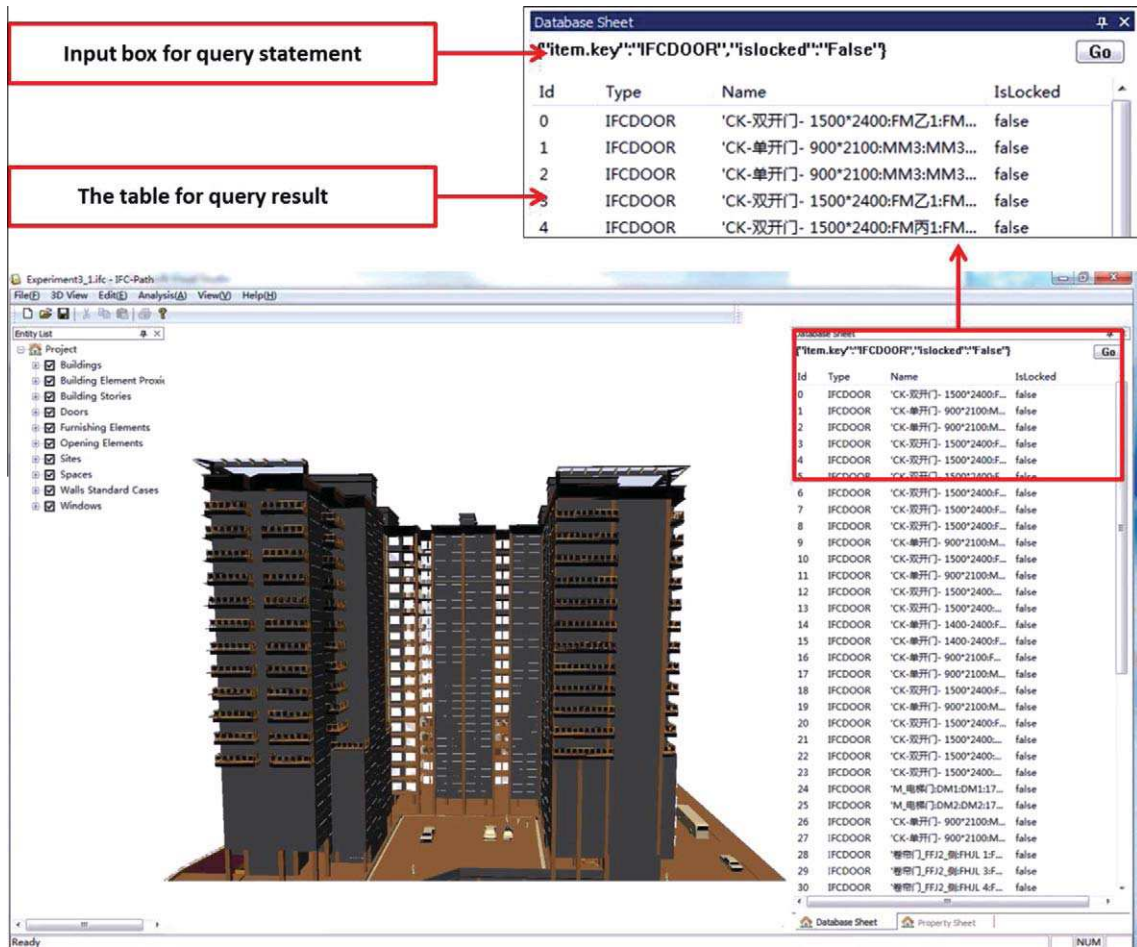 Input box for query statement
The table for query result
Database Sheet
{"item.key":"IFCDOOR","islocked":"False"}
Go
Id Type Name IsLocked
0 IFCDOOR 'CK-双开门- 1500*2400:FM乙1:FM... false
1 IFCDOOR 'CK-单开门- 900*2100:MM3:MM3... false
2 IFCDOOR 'CK-单开门- 900*2100:MM3:MM3... false
3 IFCDOOR 'CK-双开门- 1500*2400:FM乙1:FM... false
4 IFCDOOR 'CK-双开门- 1500*2400:FM丙1:FM... false
Experiment3_1.ifc - IFC-Path
File(F) 3D View Edit(E) Analysis(A) View(V) Help(H)
Entity List
Project
Buildings
Building Element Proxi
Building Stories
Doors
Furnishing Elements
Opening Elements
Sites
Spaces
Walls Standard Cases
Windows
Database Sheet
{"item.key":"IFCDOOR","islocked":"False"}
Go
Id Type Name IsLocked
0 IFCDOOR 'CK-双开门- 1500*2400:F... false
1 IFCDOOR 'CK-单开门- 900*2100:M... false
2 IFCDOOR 'CK-单开门- 900*2100:M... false
3 IFCDOOR 'CK-双开门- 1500*2400:F... false
4 IFCDOOR 'CK-双开门- 1500*2400:F... false
5 IFCDOOR 'CK-双开门- 1500*2400:F... false
6 IFCDOOR 'CK-双开门- 1500*2400:F... false
7 IFCDOOR 'CK-双开门- 1500*2400:F... false
8 IFCDOOR 'CK-双开门- 1500*2400:F... false
9 IFCDOOR 'CK-单开门- 900*2100:M... false
10 IFCDOOR 'CK-双开门- 1500*2400:F... false
11 IFCDOOR 'CK-单开门- 900*2100:M... false
12 IFCDOOR 'CK-双开门- 1500*2400:... false
13 IFCDOOR 'CK-双开门- 1500*2400:... false
14 IFCDOOR 'CK-单开门- 1400-2400:F... false
15 IFCDOOR 'CK-单开门- 1400-2400:F... false
16 IFCDOOR 'CK-单开门- 900*2100:F... false
17 IFCDOOR 'CK-单开门- 900*2100:M... false
18 IFCDOOR 'CK-双开门- 1500*2400:F... false
19 IFCDOOR 'CK-单开门- 900*2100:M... false
20 IFCDOOR 'CK-双开门- 1500*2400:F... false
21 IFCDOOR 'CK-双开门- 1500*2400:... false
22 IFCDOOR 'CK-双开门- 1500*2400:... false
23 IFCDOOR 'CK-双开门- 1500*2400:... false
24 IFCDOOR 'M_电梯门:DM1:DM1:17... false
25 IFCDOOR 'M_电梯门:DM2:DM2:17... false
26 IFCDOOR 'CK-单开门- 900*2100:M... false
27 IFCDOOR 'CK-单开门- 900*2100:M... false
28 IFCDOOR '卷帘门_FFJ2_侧:FHJL 1:F... false
29 IFCDOOR '卷帘门_FFJ2_侧:FHJL 3:F... false
30 IFCDOOR '卷帘门_FFJ2_侧:FHJL 4:F... false
Database Sheet Property Sheet
Ready NUM